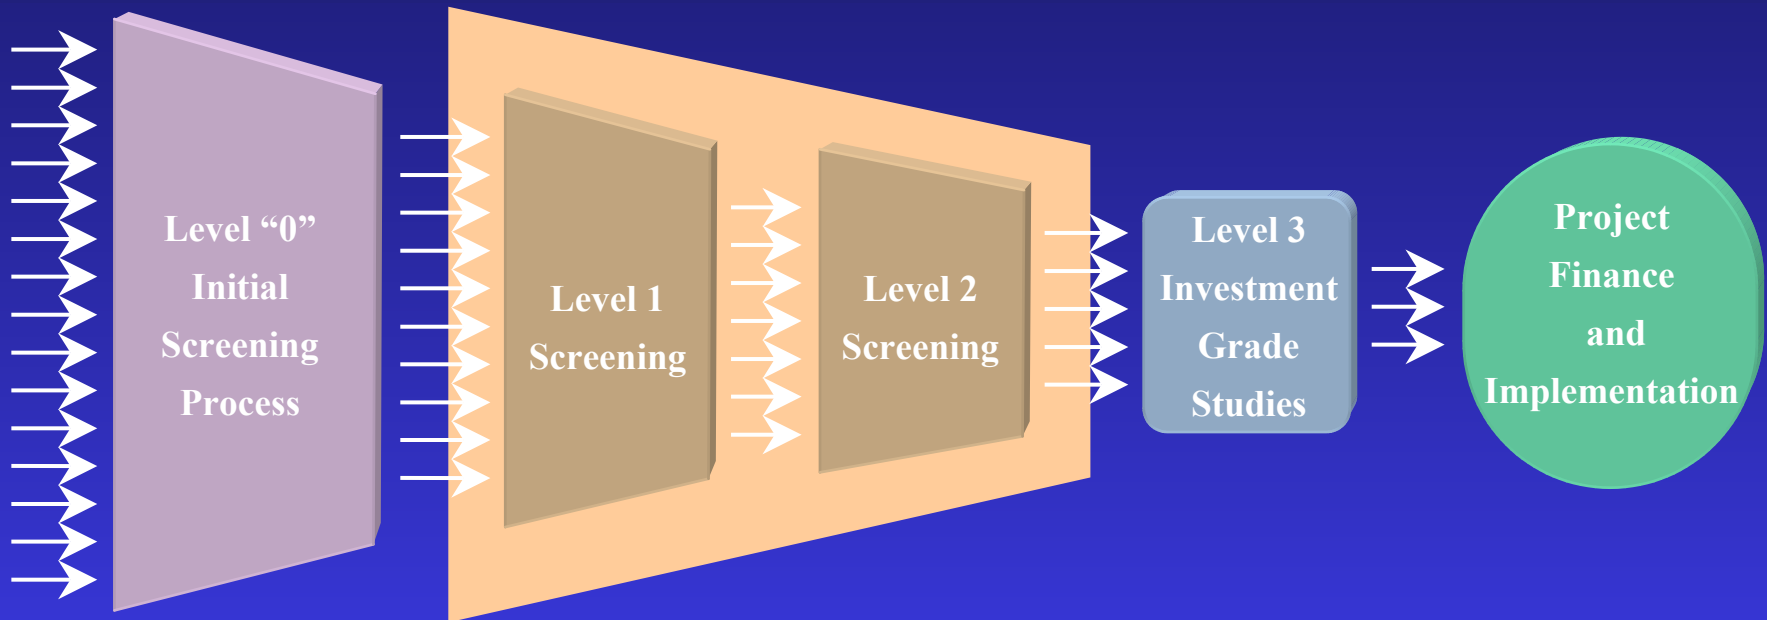 Level “0”
Initial
Screening
Process
Level 1
Screening
Level 2
Screening
Level 3
Investment
Grade
Studies
Project
Finance
and
Implementation